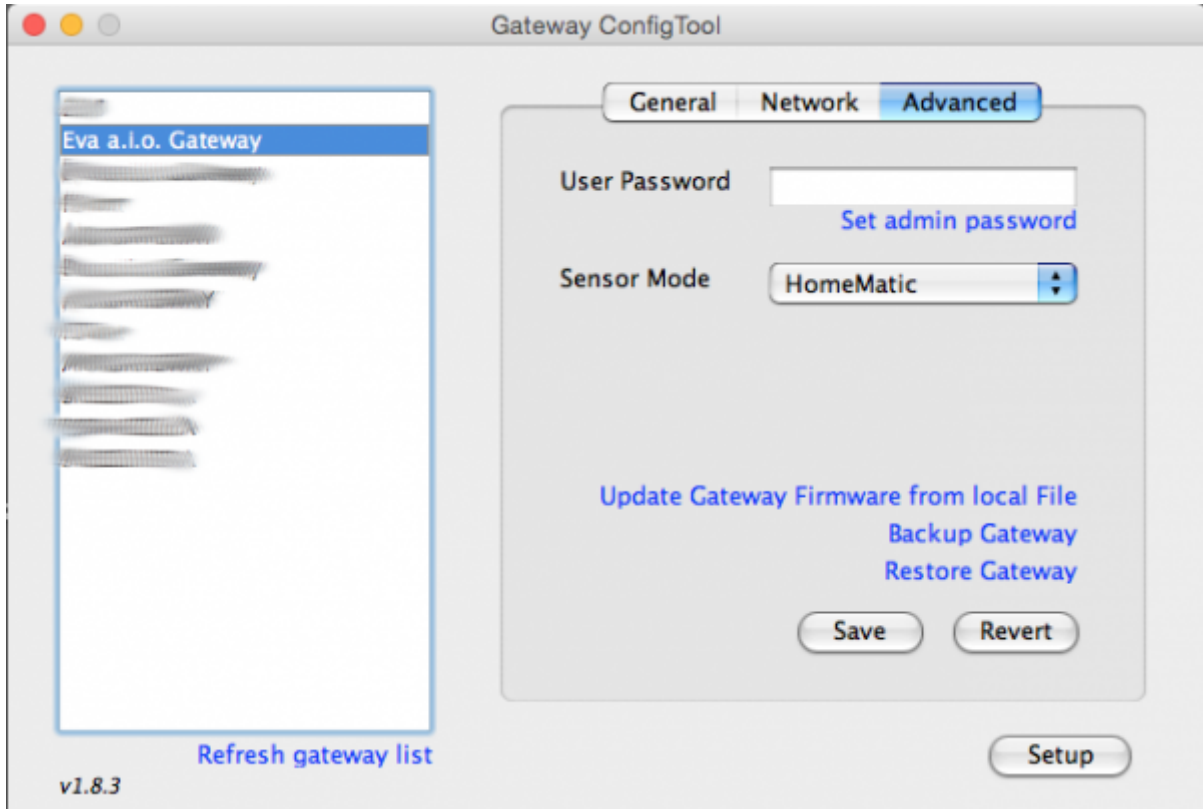 Gateway ConfigTool
Eva a.i.o. Gateway
General Network Advanced
User Password
Set admin password
Sensor Mode HomeMatic
Update Gateway Firmware from local File
Backup Gateway
Restore Gateway
Save Revert
Refresh gateway list
Setup
v1.8.3